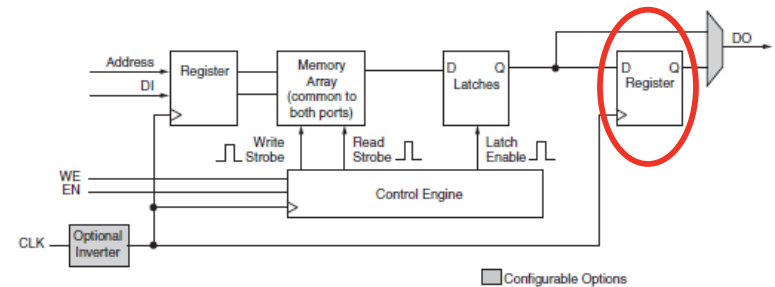 Address
DI
Register
Memory
Array
(common to
both ports)
D Q
Latches
D Q
Register
DO
Write
Strobe
Read
Strobe
Latch
Enable
WE
EN
Control Engine
CLK
Optional
Inverter
Configurable Options